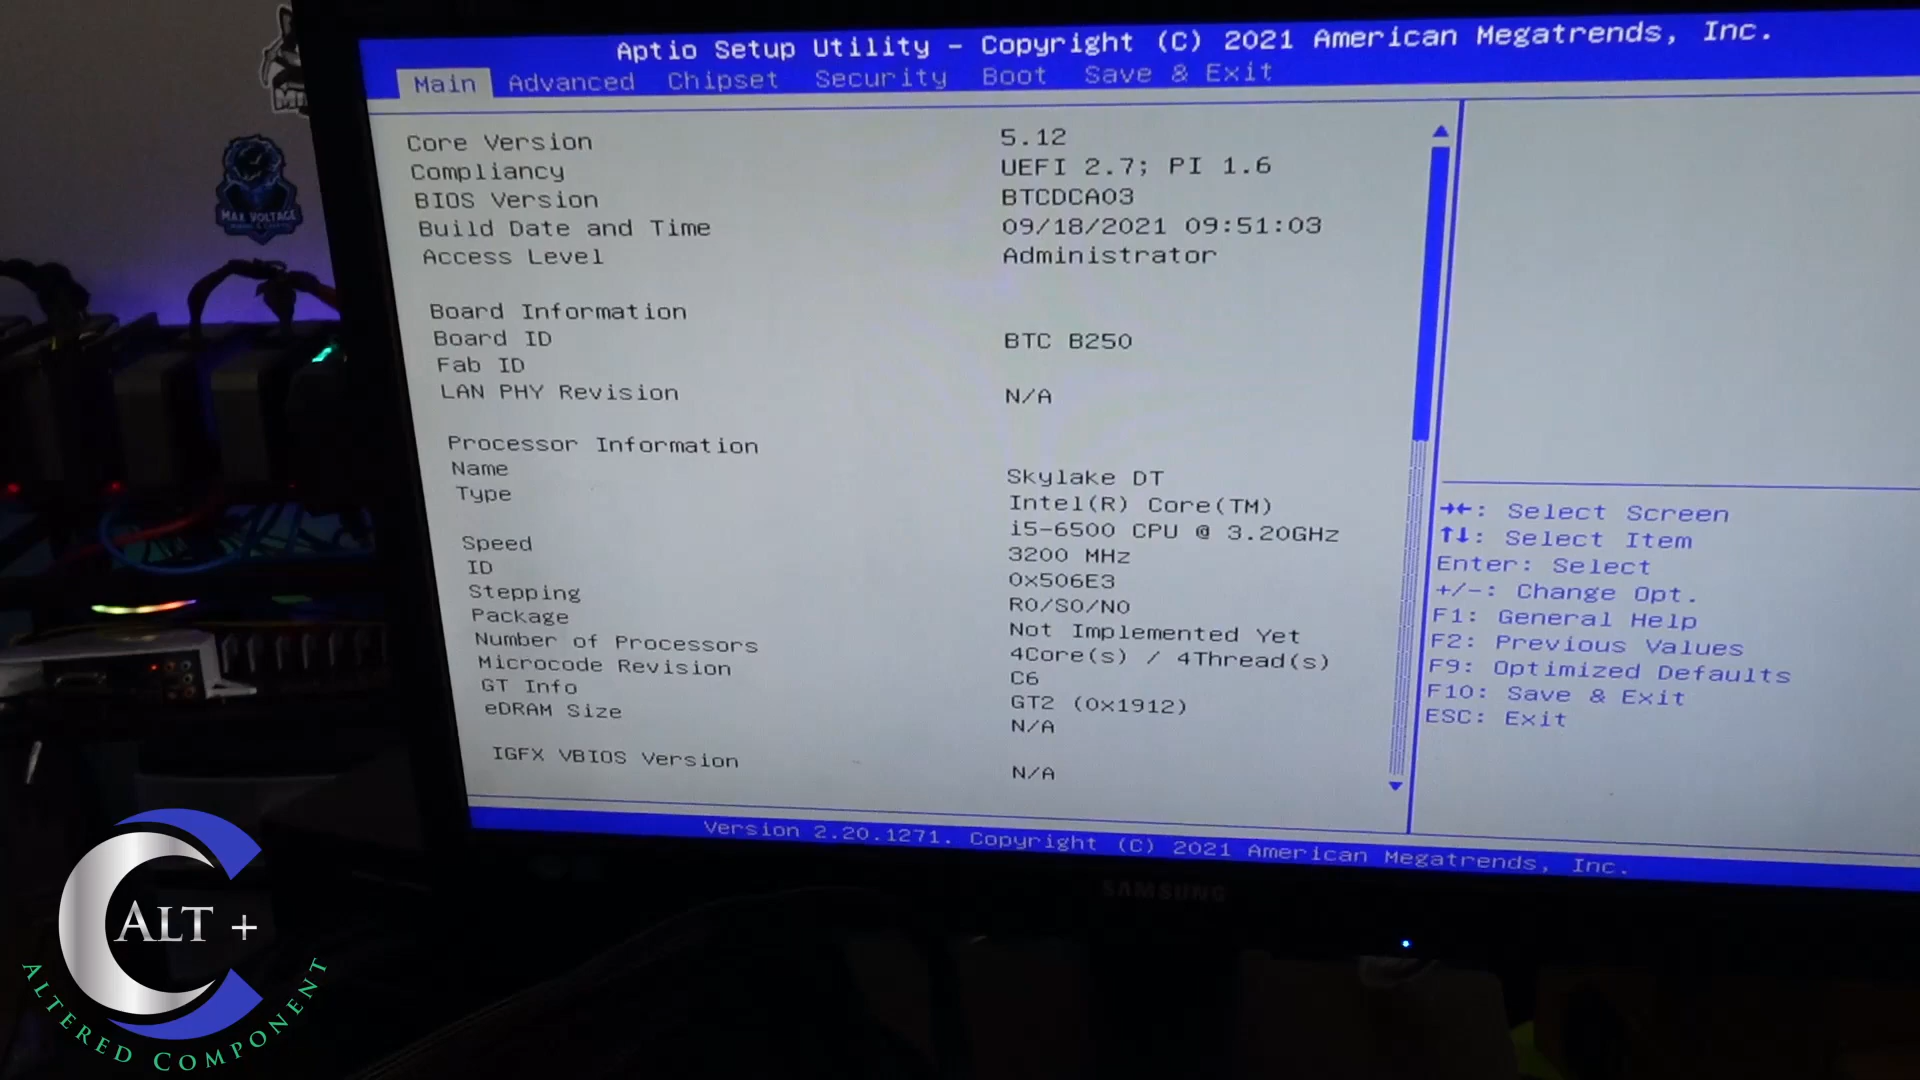 Aptio Setup Utility - Copyright (C) 2021 American Megatrends, Inc.
Main Advanced Chipset Security Boot Save & Exit
Core Version 5.12
Compliancy UEFI 2.7; PI 1.6
BIOS Version BTCDCA03
Build Date and Time 09/18/2021 09:51:03
Access Level Administrator
Board Information
Board ID BTC B250
Fab ID
LAN PHY Revision N/A
Processor Information
Name Skylake DT
Type Intel(R) Core(TM)
i5-6500 CPU @ 3.20GHz
Speed 3200 MHz
ID 0x506E3
Stepping R0/S0/N0
Package Not Implemented Yet
Number of Processors 4Core(s) / 4Thread(s)
Microcode Revision C6
GT Info GT2 (0x1912)
eDRAM Size N/A
IGFX VBIOS Version N/A
→←: Select Screen
↑↓: Select Item
Enter: Select
+/-: Change Opt.
F1: General Help
F2: Previous Values
F9: Optimized Defaults
F10: Save & Exit
ESC: Exit
Version 2.20.1271. Copyright (C) 2021 American Megatrends, Inc.
SAMSUNG
MAX VOLTAGE
ALT +
ALTERED COMPONENT